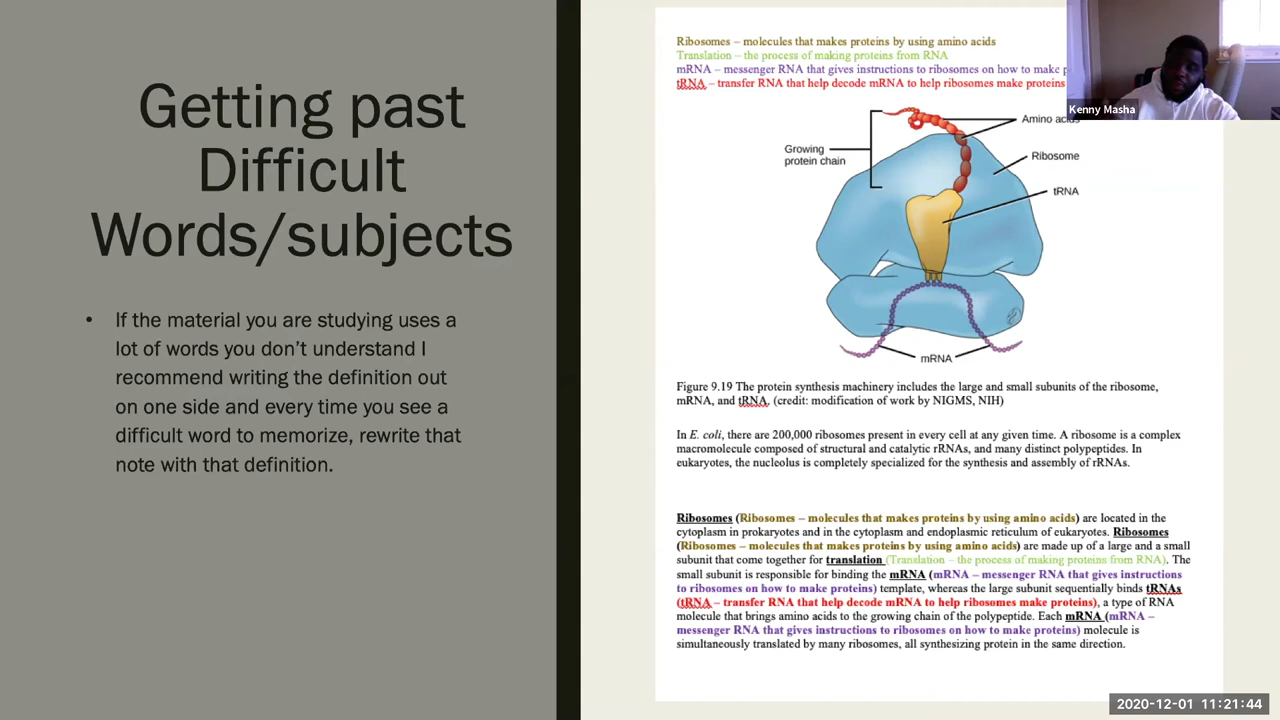 Getting past
Difficult
Words/subjects
• If the material you are studying uses a
lot of words you don't understand I
recommend writing the definition out
on one side and every time you see a
difficult word to memorize, rewrite that
note with that definition.
Ribosomes – molecules that makes proteins by using amino acids
Translation – the process of making proteins from RNA
mRNA – messenger RNA that gives instructions to ribosomes on how to make
tRNA – transfer RNA that help decode mRNA to help ribosomes make proteins
Kenny Masha
Amino acids
Growing
protein chain
Ribosome
tRNA
mRNA
Figure 9.19 The protein synthesis machinery includes the large and small subunits of the ribosome,
mRNA, and tRNA. (credit: modification of work by NIGMS, NIH)
In E. coli, there are 200,000 ribosomes present in every cell at any given time. A ribosome is a complex
macromolecule composed of structural and catalytic rRNAs, and many distinct polypeptides. In
eukaryotes, the nucleolus is completely specialized for the synthesis and assembly of rRNAs.
Ribosomes (Ribosomes – molecules that makes proteins by using amino acids) are located in the
cytoplasm in prokaryotes and in the cytoplasm and endoplasmic reticulum of eukaryotes. Ribosomes
(Ribosomes – molecules that makes proteins by using amino acids) are made up of a large and a small
subunit that come together for translation (Translation – the process of making proteins from RNA). The
small subunit is responsible for binding the mRNA (mRNA – messenger RNA that gives instructions
to ribosomes on how to make proteins) template, whereas the large subunit sequentially binds tRNAs
(tRNA – transfer RNA that help decode mRNA to help ribosomes make proteins), a type of RNA
molecule that brings amino acids to the growing chain of the polypeptide. Each mRNA (mRNA –
messenger RNA that gives instructions to ribosomes on how to make proteins) molecule is
simultaneously translated by many ribosomes, all synthesizing protein in the same direction.
2020-12-01 11:21:44